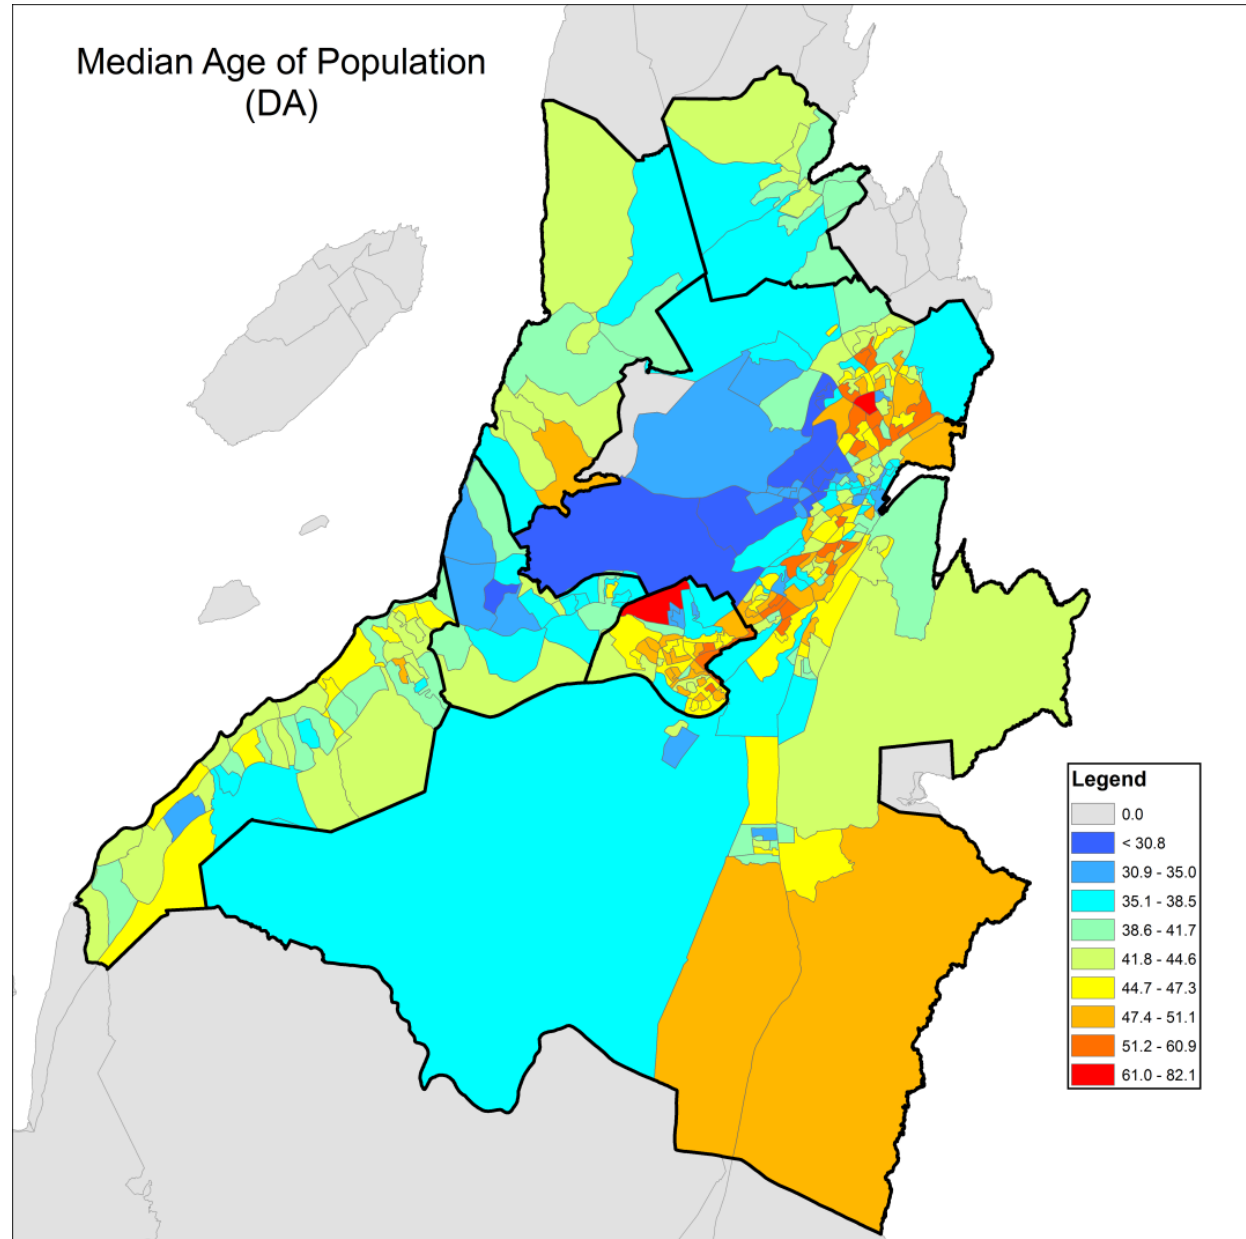 Median Age of Population
(DA)
Legend
0.0
< 30.8
30.9 - 35.0
35.1 - 38.5
38.6 - 41.7
41.8 - 44.6
44.7 - 47.3
47.4 - 51.1
51.2 - 60.9
61.0 - 82.1